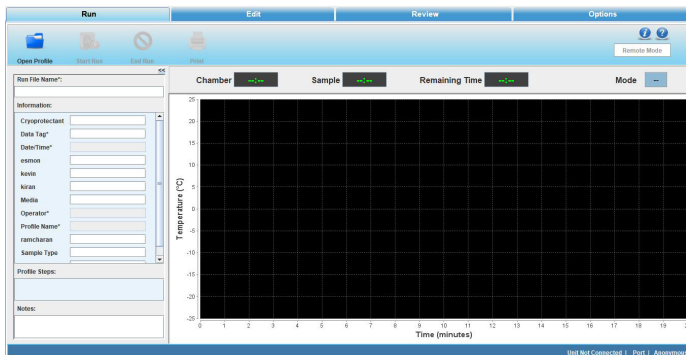 Run Edit Review Options
Open Profile Start Run End Run Print
Remote Mode
<<
Run File Name*:
Chamber --:-- Sample --:-- Remaining Time --:-- Mode --
Information:
Cryoprotectant
Data Tag*
Date/Time*
esmon
kevin
kiran
Media
Operator*
Profile Name*
ramcharan
Sample Type
Profile Steps:
Notes:
Temperature (°C)
25
20
15
10
5
0
-5
-10
-15
-20
-25
0 1 2 3 4 5 6 7 8 9 10 11 12 13 14 15 16 17 18 19
Time (minutes)
Unit Not Connected | Port | Anonymous